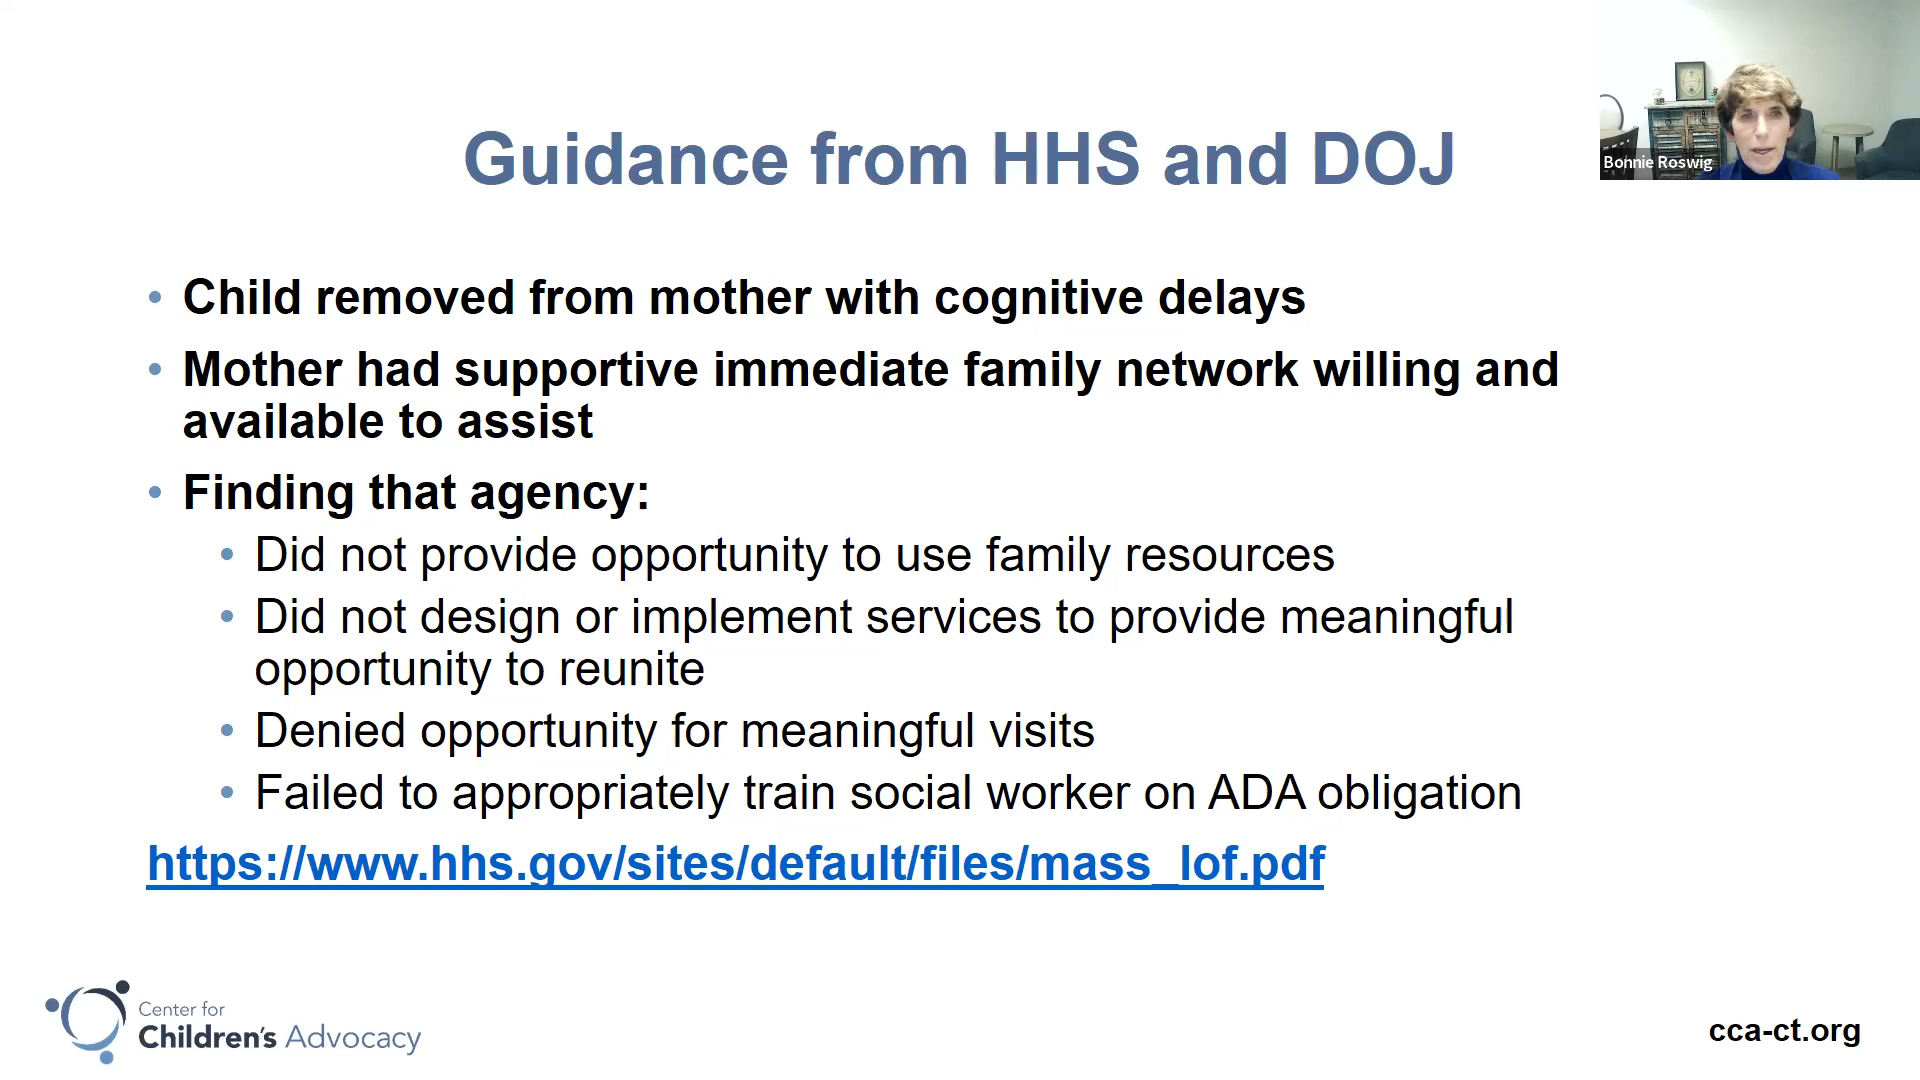 Guidance from HHS and DOJ
Bonnie Roswig
• Child removed from mother with cognitive delays
• Mother had supportive immediate family network willing and
available to assist
• Finding that agency:
• Did not provide opportunity to use family resources
• Did not design or implement services to provide meaningful
opportunity to reunite
• Denied opportunity for meaningful visits
• Failed to appropriately train social worker on ADA obligation
https://www.hhs.gov/sites/default/files/mass_lof.pdf
Center for
Children's Advocacy
cca-ct.org